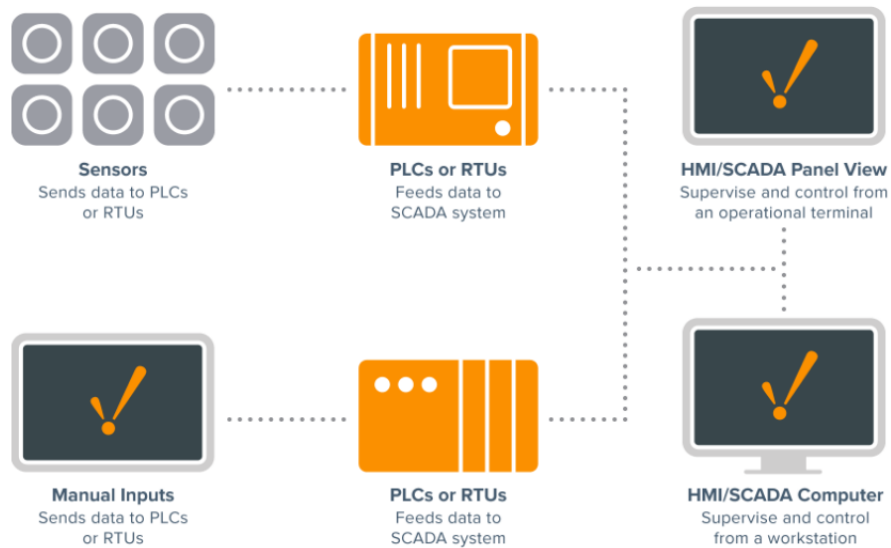 Sensors
Sends data to PLCs
or RTUs
PLCs or RTUs
Feeds data to
SCADA system
HMI/SCADA Panel View
Supervise and control from
an operational terminal
Manual Inputs
Sends data to PLCs
or RTUs
PLCs or RTUs
Feeds data to
SCADA system
HMI/SCADA Computer
Supervise and control
from a workstation